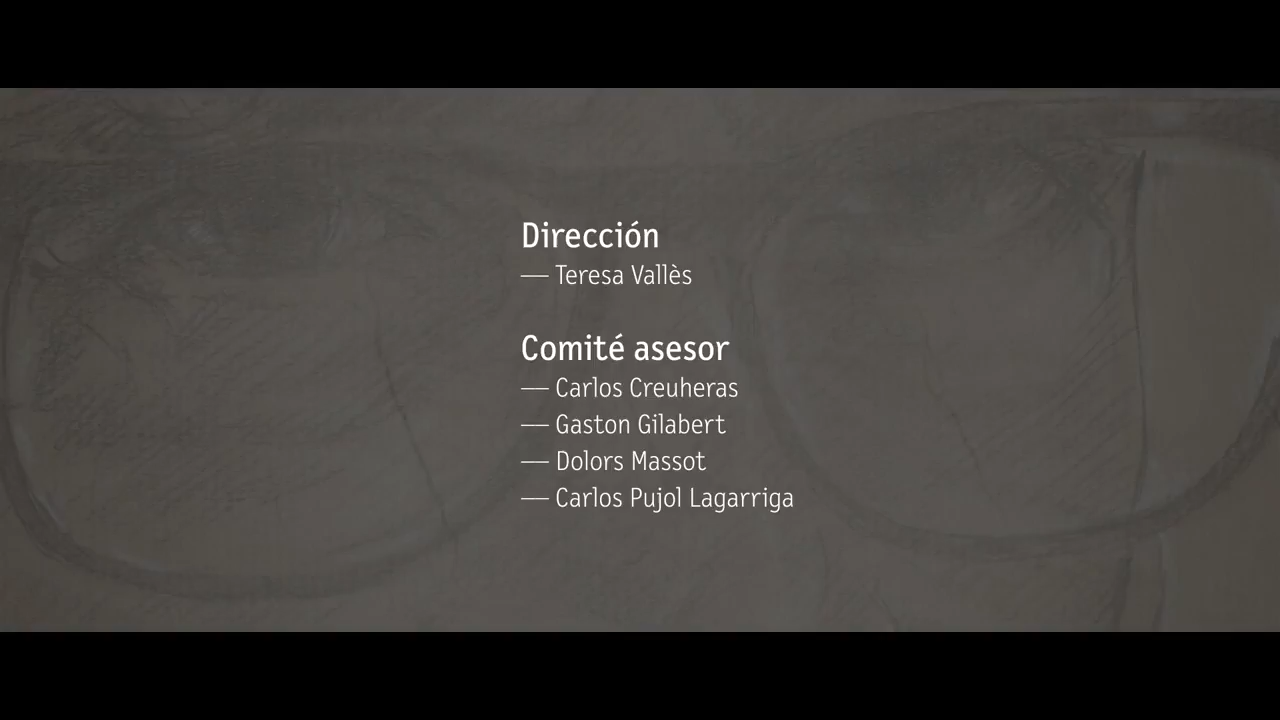 Dirección
— Teresa Vallès
Comité asesor
— Carlos Creuheras
— Gaston Gilabert
— Dolors Massot
— Carlos Pujol Lagarriga